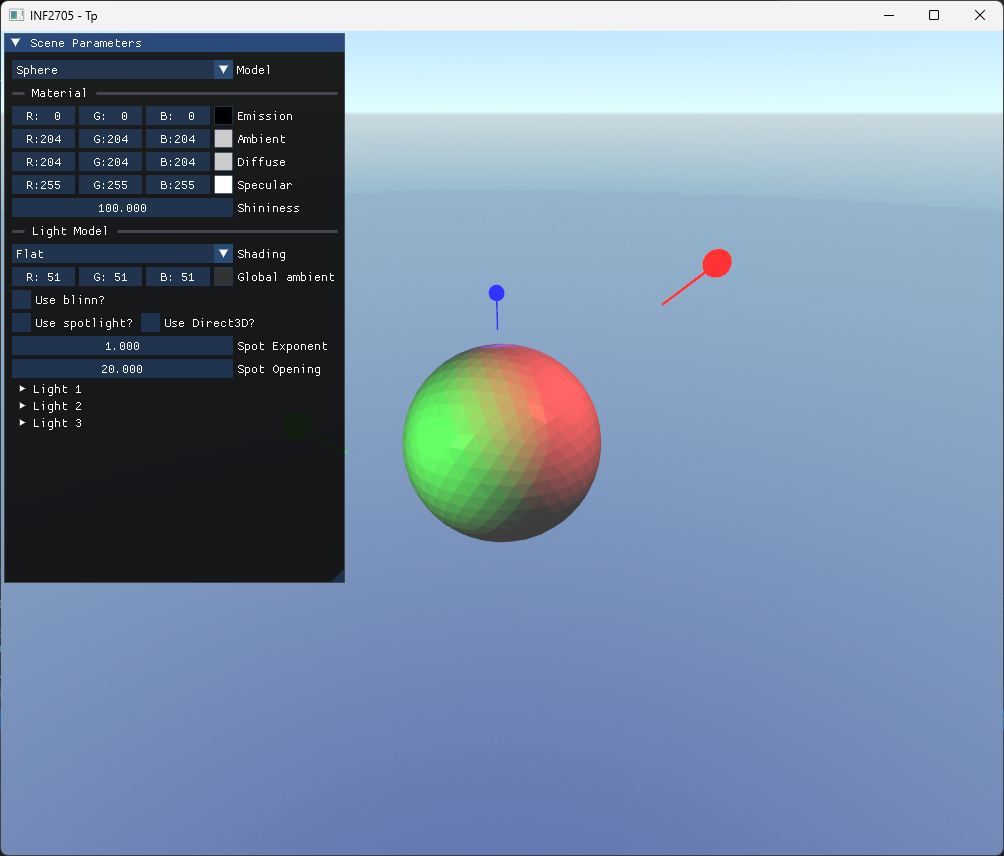 INF2705 - Tp
Scene Parameters
Sphere Model
Material
R: 0 G: 0 B: 0 Emission
R:204 G:204 B:204 Ambient
R:204 G:204 B:204 Diffuse
R:255 G:255 B:255 Specular
100.000 Shininess
Light Model
Flat Shading
R: 51 G: 51 B: 51 Global ambient
Use blinn?
Use spotlight? Use Direct3D?
1.000 Spot Exponent
20.000 Spot Opening
Light 1
Light 2
Light 3